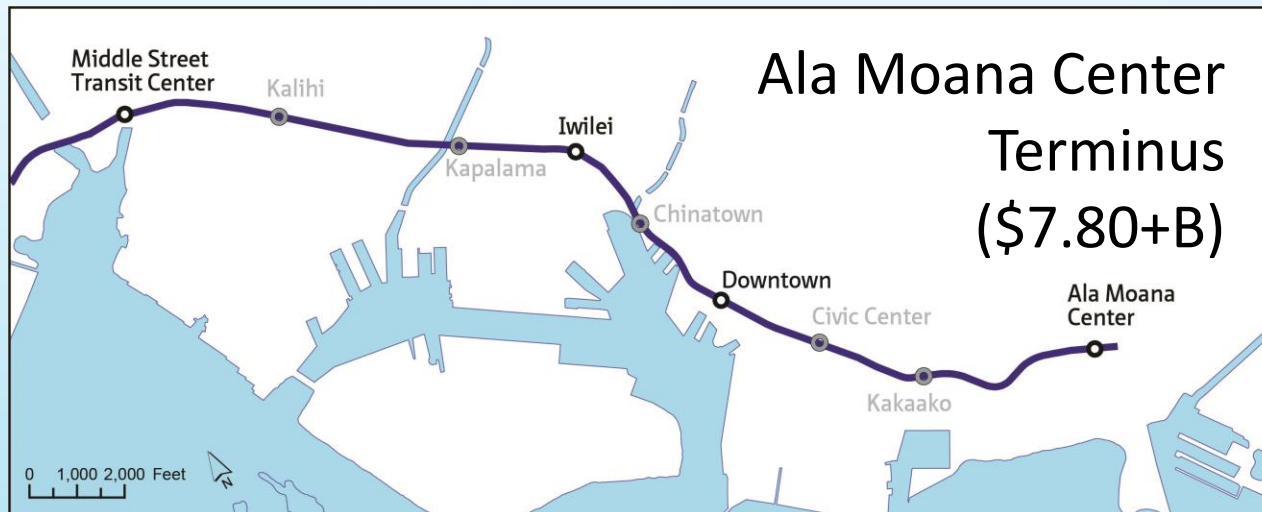 Ala Moana Center
Terminus
($7.80+B)
Middle Street
Transit Center
Kalihi
Kapalama
Iwilei
Chinatown
Downtown
Civic Center
Kakaako
Ala Moana
Center
0 1,000 2,000 Feet
N